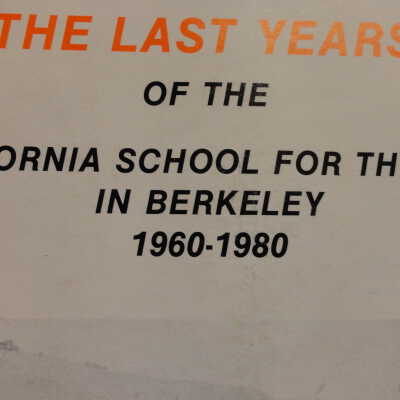 THE LAST YEARS
OF THE
ORNIA SCHOOL FOR TH
IN BERKELEY
1960-1980